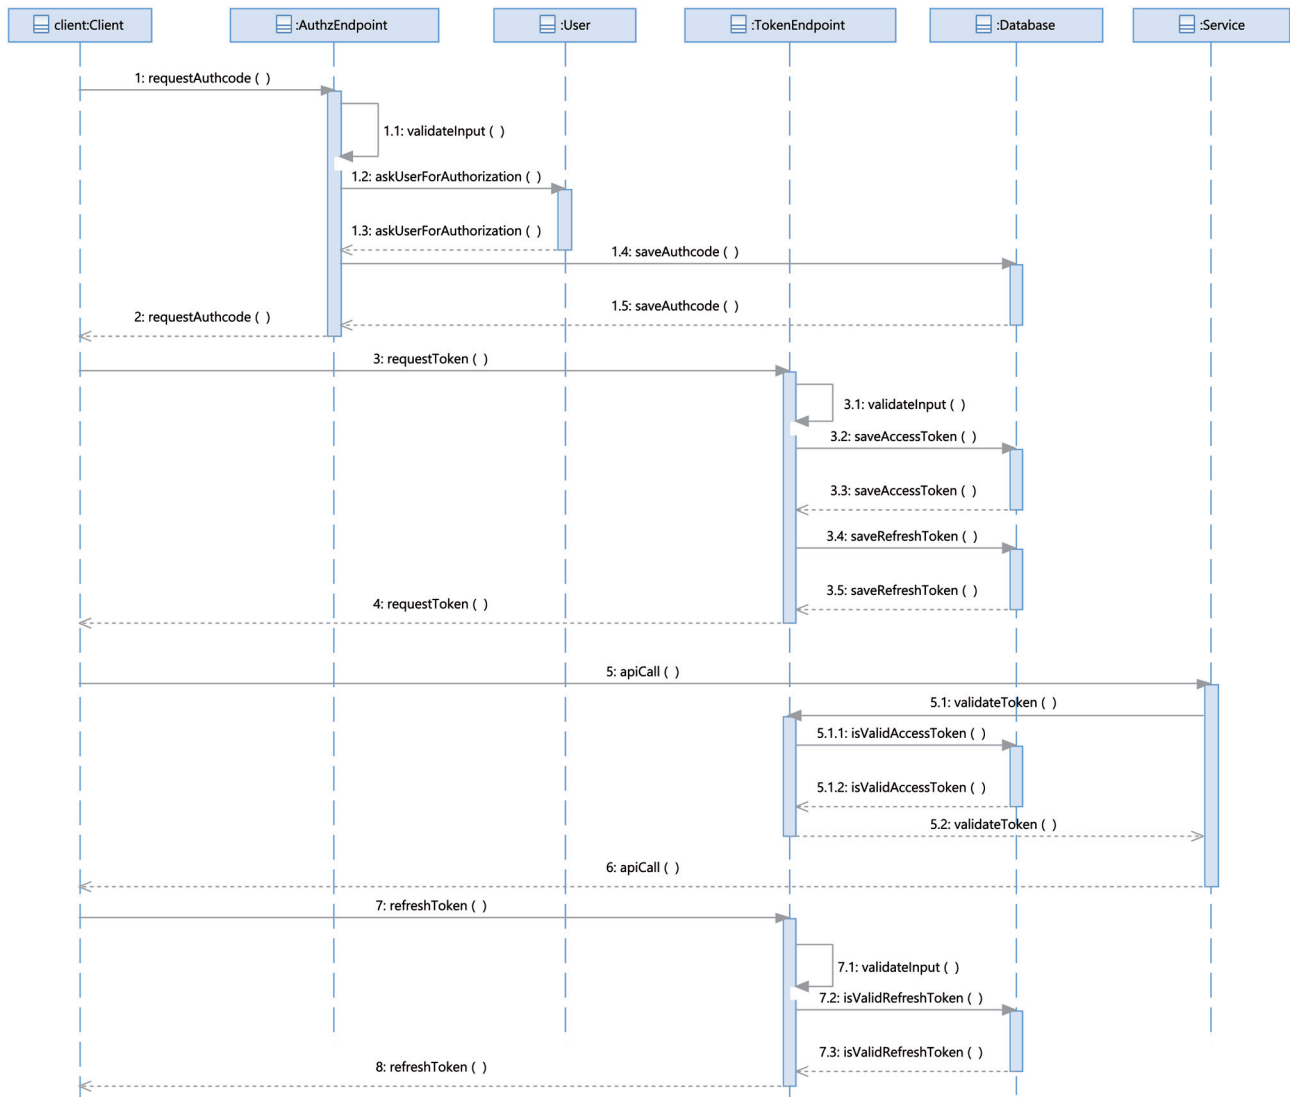 client:Client
:AuthzEndpoint
:User
:TokenEndpoint
:Database
:Service
1: requestAuthcode (  )
1.1: validateInput (  )
1.2: askUserForAuthorization (  )
1.3: askUserForAuthorization (  )
1.4: saveAuthcode (  )
1.5: saveAuthcode (  )
2: requestAuthcode (  )
3: requestToken (  )
3.1: validateInput (  )
3.2: saveAccessToken (  )
3.3: saveAccessToken (  )
3.4: saveRefreshToken (  )
3.5: saveRefreshToken (  )
4: requestToken (  )
5: apiCall (  )
5.1: validateToken (  )
5.1.1: isValidAccessToken (  )
5.1.2: isValidAccessToken (  )
5.2: validateToken (  )
6: apiCall (  )
7: refreshToken (  )
7.1: validateInput (  )
7.2: isValidRefreshToken (  )
7.3: isValidRefreshToken (  )
8: refreshToken (  )